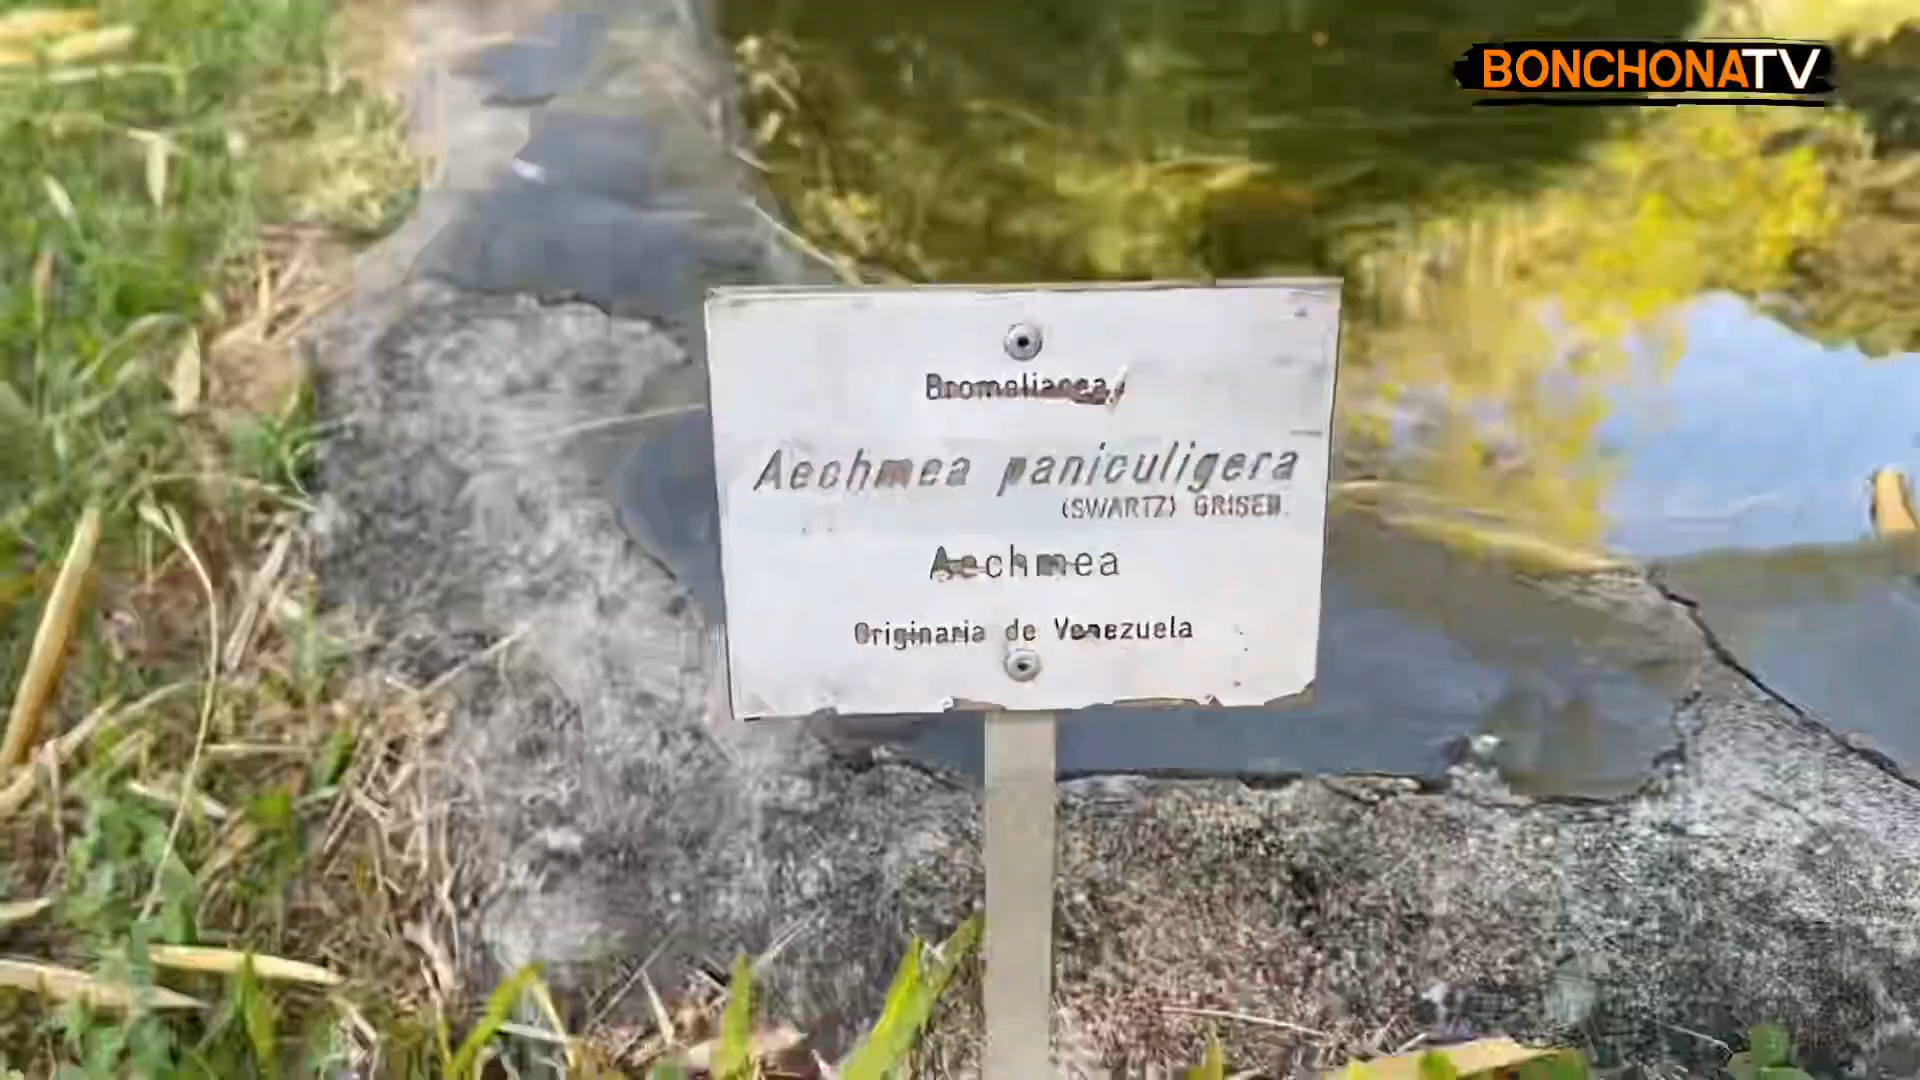 BONCHONATV
Bromeliacea
Aechmea paniculigera
(SWARTZ) GRISEB.
Aechmea
Originaria de Venezuela